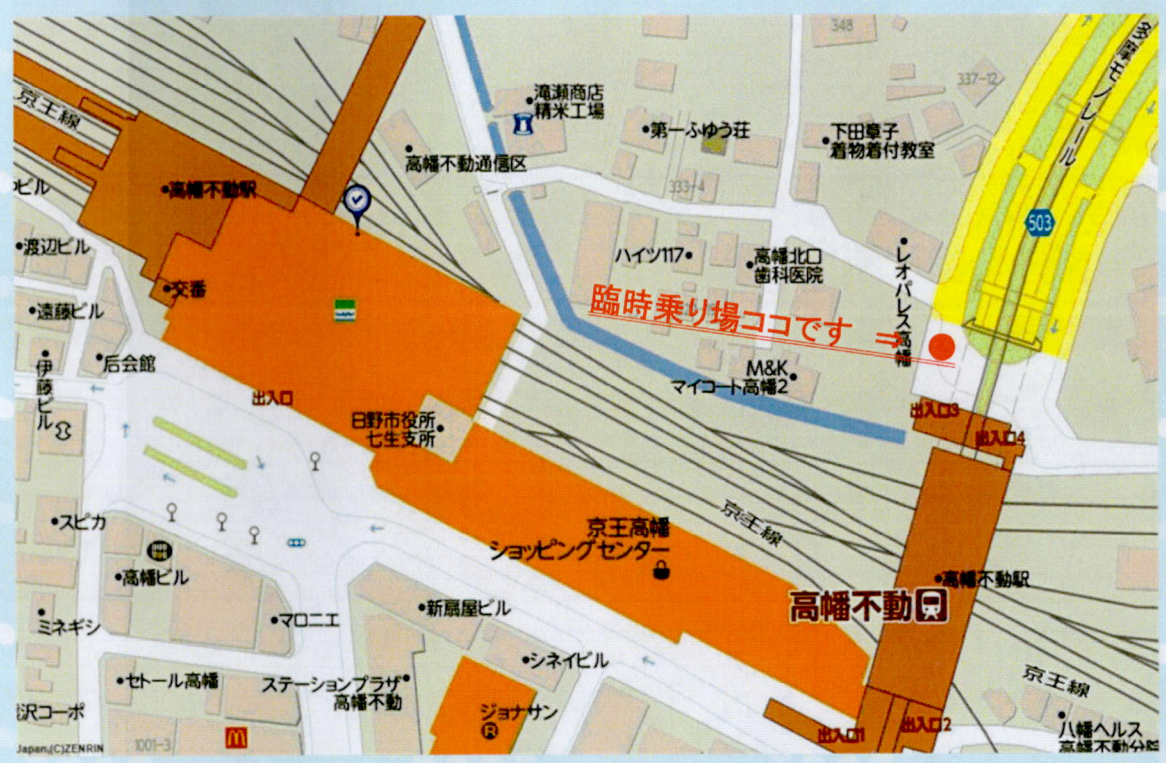 348
337-12
多摩モノレール
京王線
滝瀬商店
精米工場
第一ふゆう荘
下田章子
着物着付教室
高幡不動通信区
333-4
高幡不動駅
ビル
503
渡辺ビル
ハイツ117
高幡北口
歯科医院
レオパレス高幡
交番
遠藤ビル
FamilyMart
臨時乗り場ココです ⇒
后会館
伊藤ビル
M&K
マイコート高幡2
出入口
日野市役所
七生支所
出入口3
出入口4
スピカ
京王高幡
ショッピングセンター
京王線
高幡ビル
高幡不動駅
高幡不動
新扇屋ビル
ミネギシ
マロニエ
シネイビル
セトール高幡
ステーションプラザ
高幡不動
京王線
沢コーポ
ジョナサン
R
出入口1
出入口2
八幡ヘルス
高幡不動分院
1001-3
Japan,(C)ZENRIN